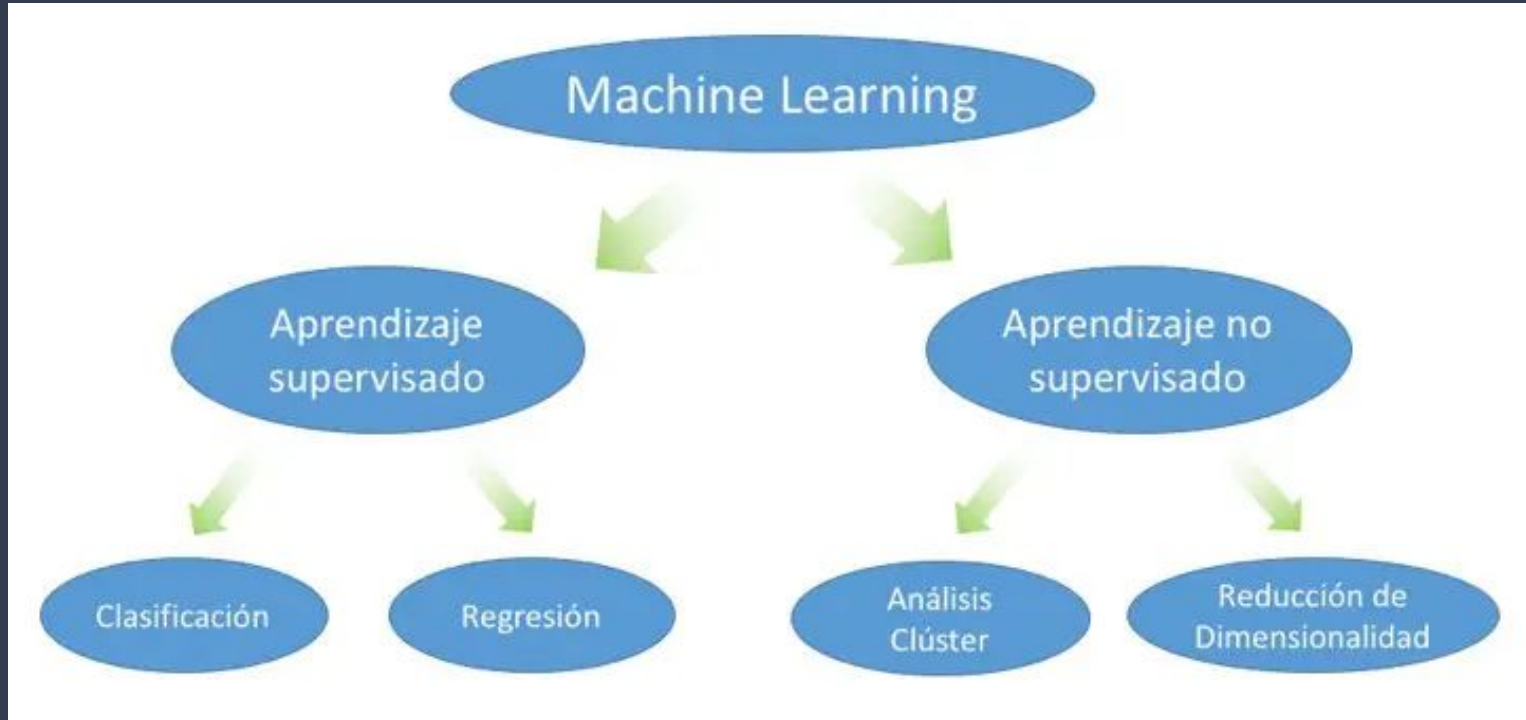 Machine Learning
Aprendizaje
supervisado
Aprendizaje no
supervisado
Clasificación
Regresión
Análisis
Clúster
Reducción de
Dimensionalidad